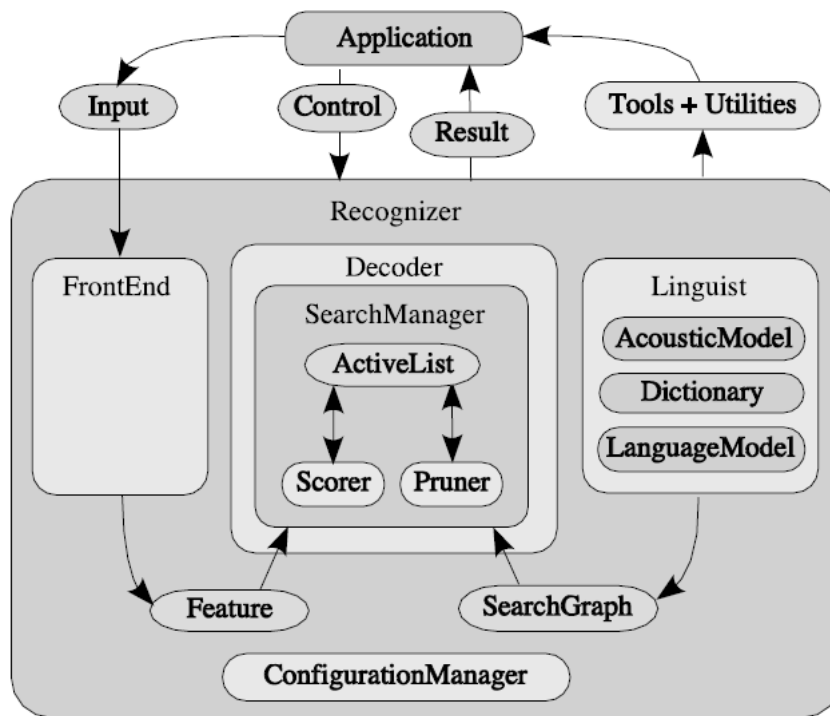 Application
Input
Control
Result
Tools + Utilities
Recognizer
FrontEnd
Decoder
SearchManager
ActiveList
Scorer
Pruner
Linguist
AcousticModel
Dictionary
LanguageModel
Feature
SearchGraph
ConfigurationManager